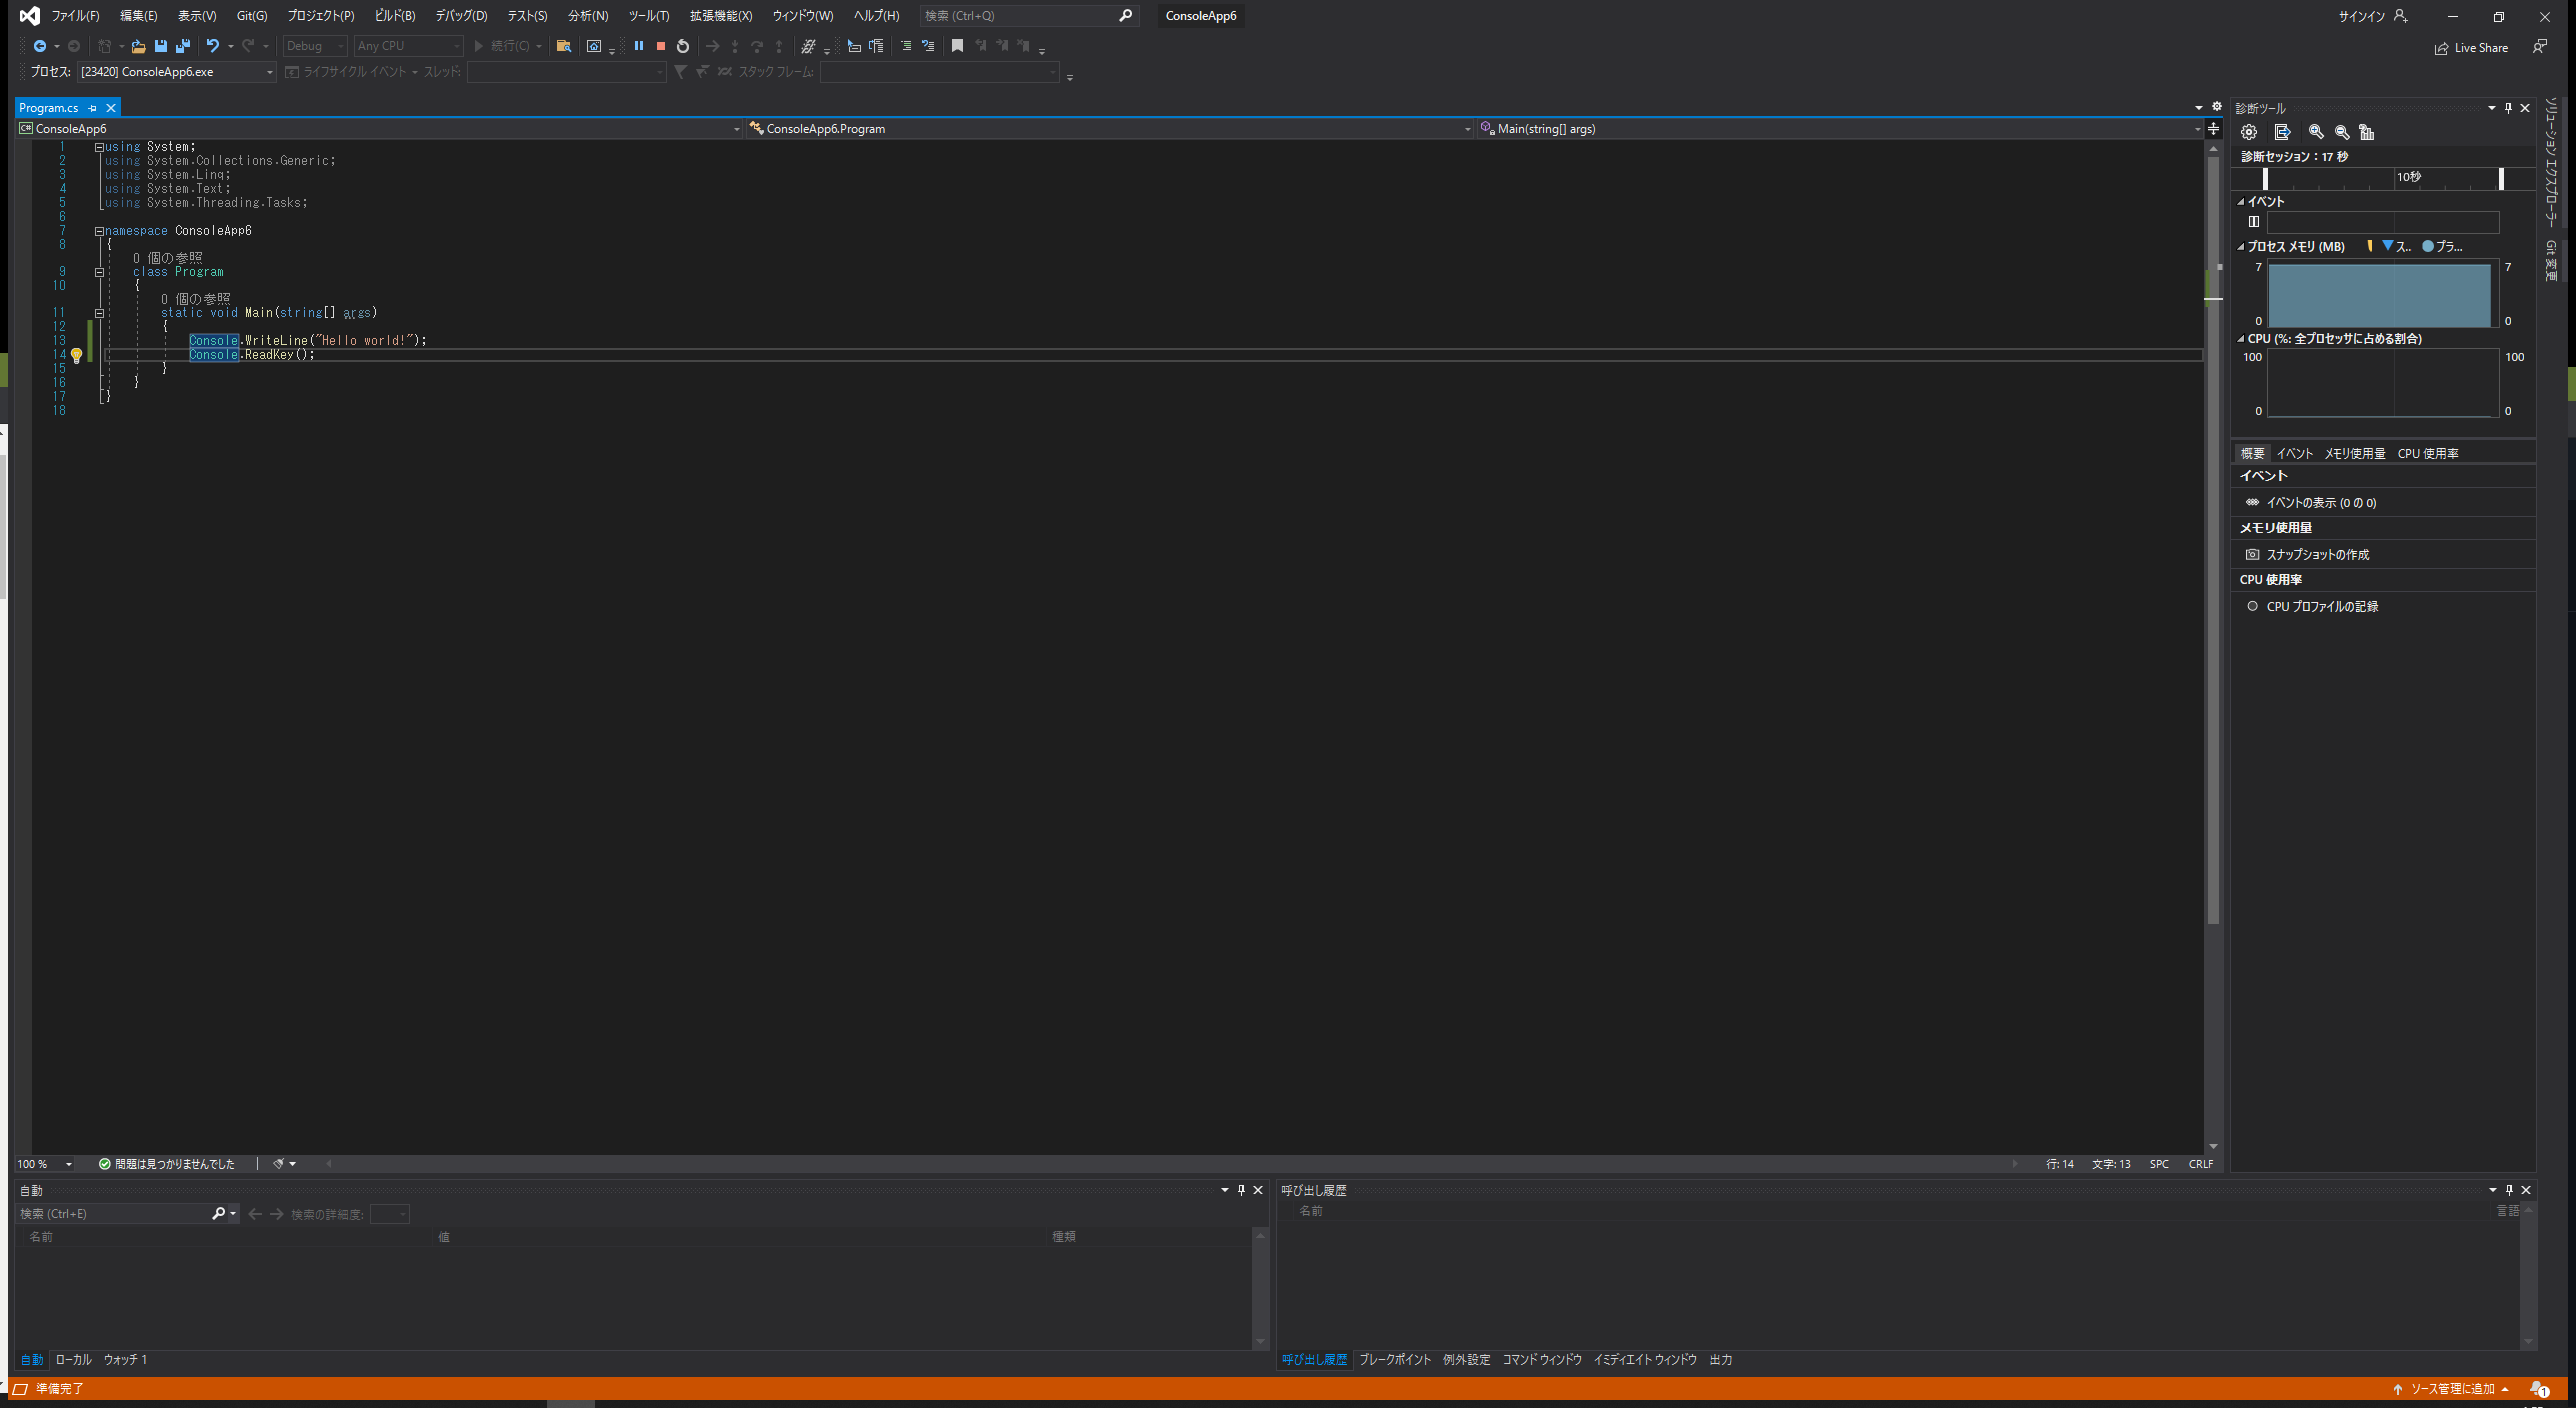 ファイル(F) 編集(E) 表示(V) Git(G) プロジェクト(P) ビルド(B) デバッグ(D) テスト(S) 分析(N) ツール(T) 拡張機能(X) ウィンドウ(W) ヘルプ(H) 検索 (Ctrl+Q) ConsoleApp6 サインイン
Debug Any CPU 続行(C) Live Share
プロセス: [23420] ConsoleApp6.exe ライフサイクル イベント スレッド: スタック フレーム:
Program.cs
ConsoleApp6 ConsoleApp6.Program Main(string[] args)
1 using System;
2 using System.Collections.Generic;
3 using System.Linq;
4 using System.Text;
5 using System.Threading.Tasks;
6
7 namespace ConsoleApp6
8 {
0 個の参照
9 class Program
10 {
0 個の参照
11 static void Main(string[] args)
12 {
13 Console.WriteLine("Hello world!");
14 Console.ReadKey();
15 }
16 }
17 }
18
100 % 問題は見つかりませんでした 行: 14 文字: 13 SPC CRLF
診断ツール
診断セッション: 17 秒
10秒
イベント
プロセス メモリ (MB) ス... プラ...
7 7
0 0
CPU (%: 全プロセッサに占める割合)
100 100
0 0
概要 イベント メモリ使用量 CPU 使用率
イベント
イベントの表示 (0 の 0)
メモリ使用量
スナップショットの作成
CPU 使用率
CPU プロファイルの記録
ソリューション エクスプローラー
Git 変更
自動
検索 (Ctrl+E) 検索の詳細度:
名前 値 種類
自動 ローカル ウォッチ 1
呼び出し履歴
名前 言語
呼び出し履歴 ブレークポイント 例外設定 コマンド ウィンドウ イミディエイト ウィンドウ 出力
準備完了 ソース管理に追加 1